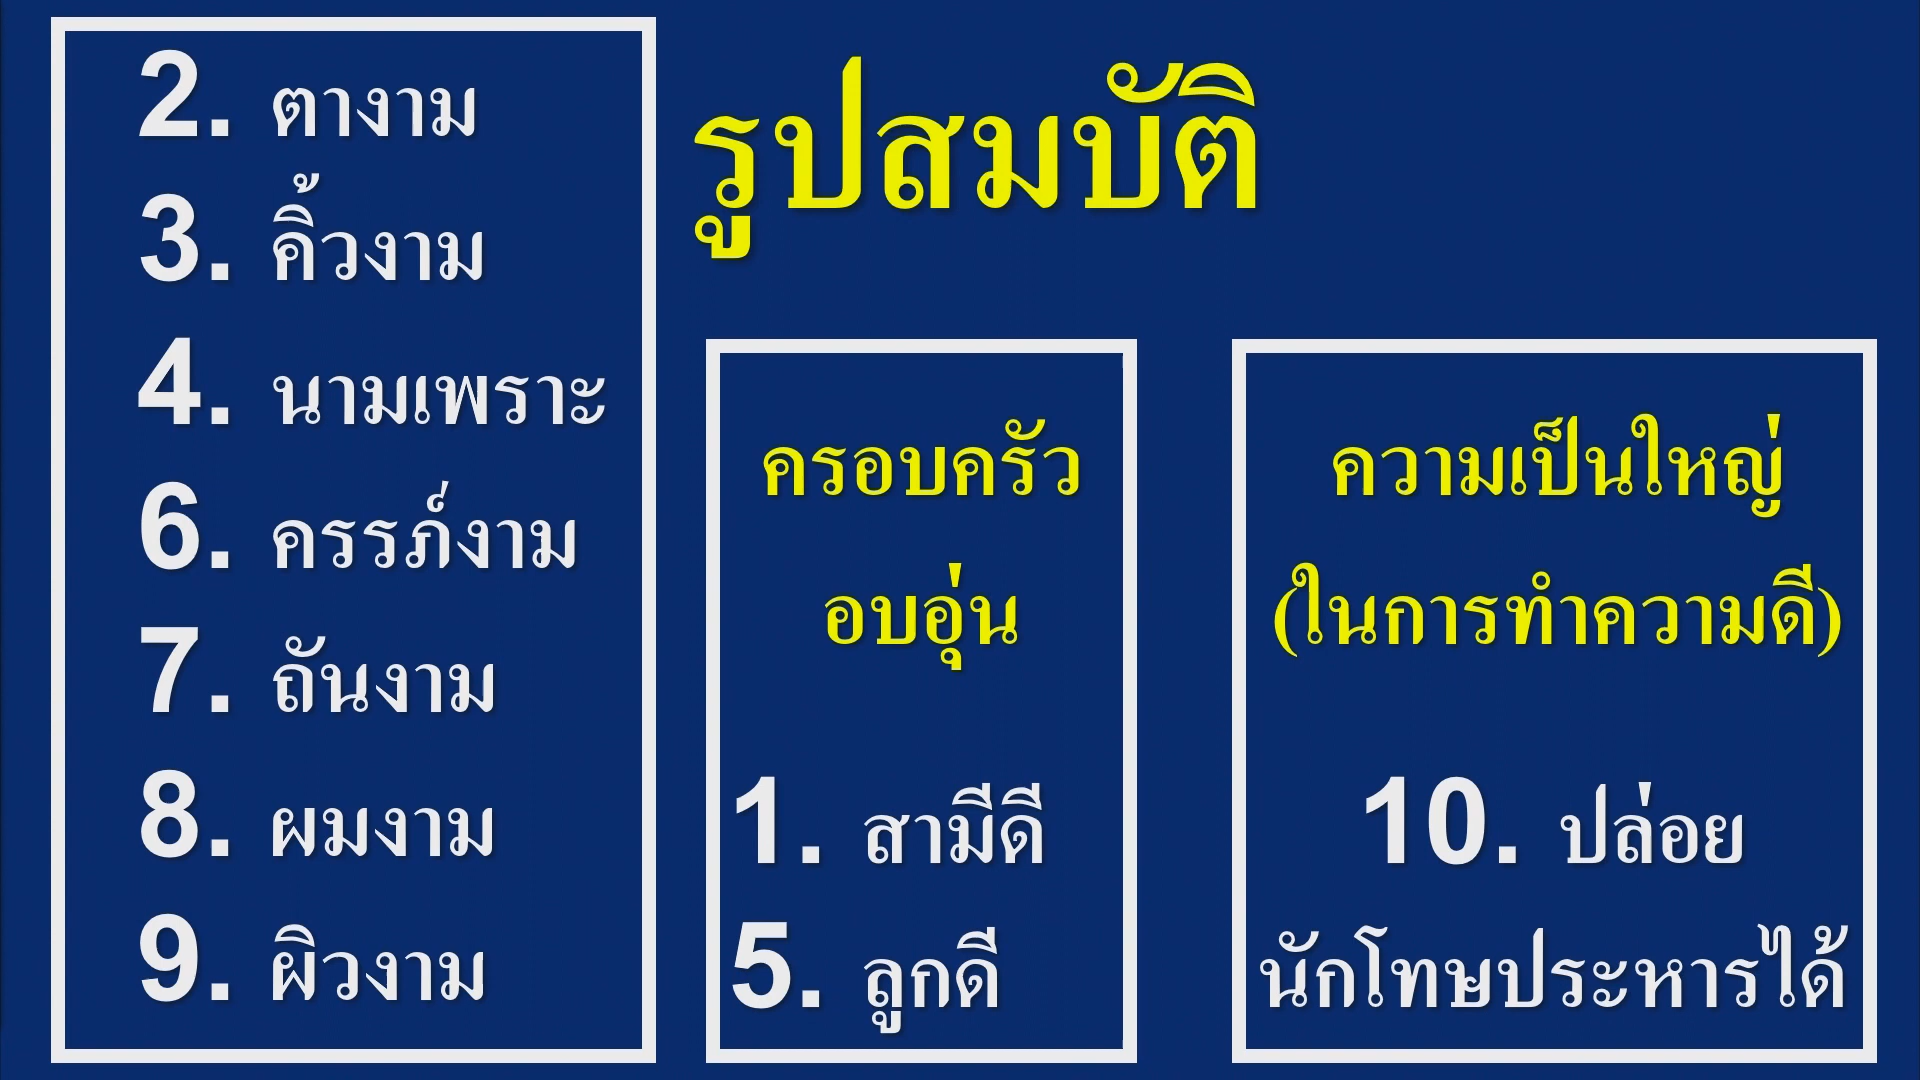 2. ตางาม
3. คิ้วงาม
4. นามเพราะ
6. ครรภ์งาม
7. ถันงาม
8. ผมงาม
9. ผิวงาม
รูปสมบัติ
ครอบครัว
อบอุ่น
1. สามีดี
5. ลูกดี
ความเป็นใหญ่
(ในการทำความดี)
10. ปล่อย
นักโทษประหารได้